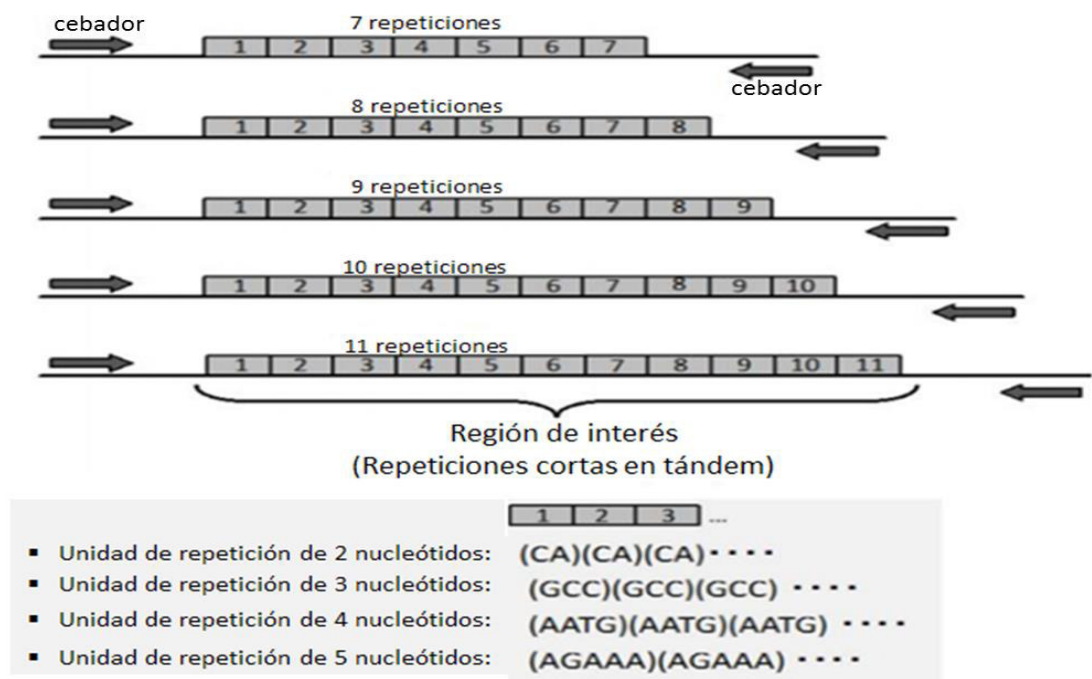 cebador
7 repeticiones
1 2 3 4 5 6 7
cebador
8 repeticiones
1 2 3 4 5 6 7 8
9 repeticiones
1 2 3 4 5 6 7 8 9
10 repeticiones
1 2 3 4 5 6 7 8 9 10
11 repeticiones
1 2 3 4 5 6 7 8 9 10 11
Región de interés
(Repeticiones cortas en tándem)
1 2 3 ...
▪ Unidad de repetición de 2 nucleótidos: (CA)(CA)(CA)····
▪ Unidad de repetición de 3 nucleótidos: (GCC)(GCC)(GCC) ····
▪ Unidad de repetición de 4 nucleótidos: (AATG)(AATG)(AATG) ····
▪ Unidad de repetición de 5 nucleótidos: (AGAAA)(AGAAA) ····